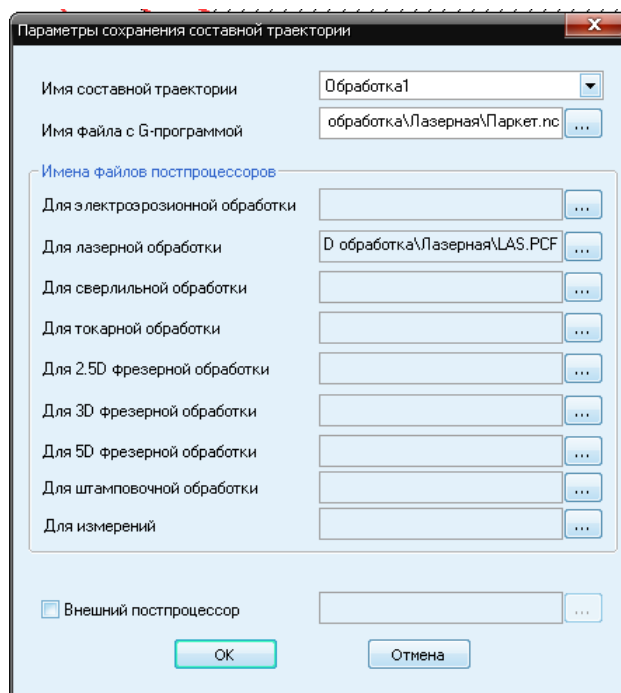 Параметры сохранения составной траектории
Имя составной траектории Обработка1
Имя файла с G-программой обработка\Лазерная\Паркет.nc ...
Имена файлов постпроцессоров
Для электроэрозионной обработки ...
Для лазерной обработки D обработка\Лазерная\LAS.PCF ...
Для сверлильной обработки ...
Для токарной обработки ...
Для 2.5D фрезерной обработки ...
Для 3D фрезерной обработки ...
Для 5D фрезерной обработки ...
Для штамповочной обработки ...
Для измерений ...
Внешний постпроцессор ...
OK Отмена